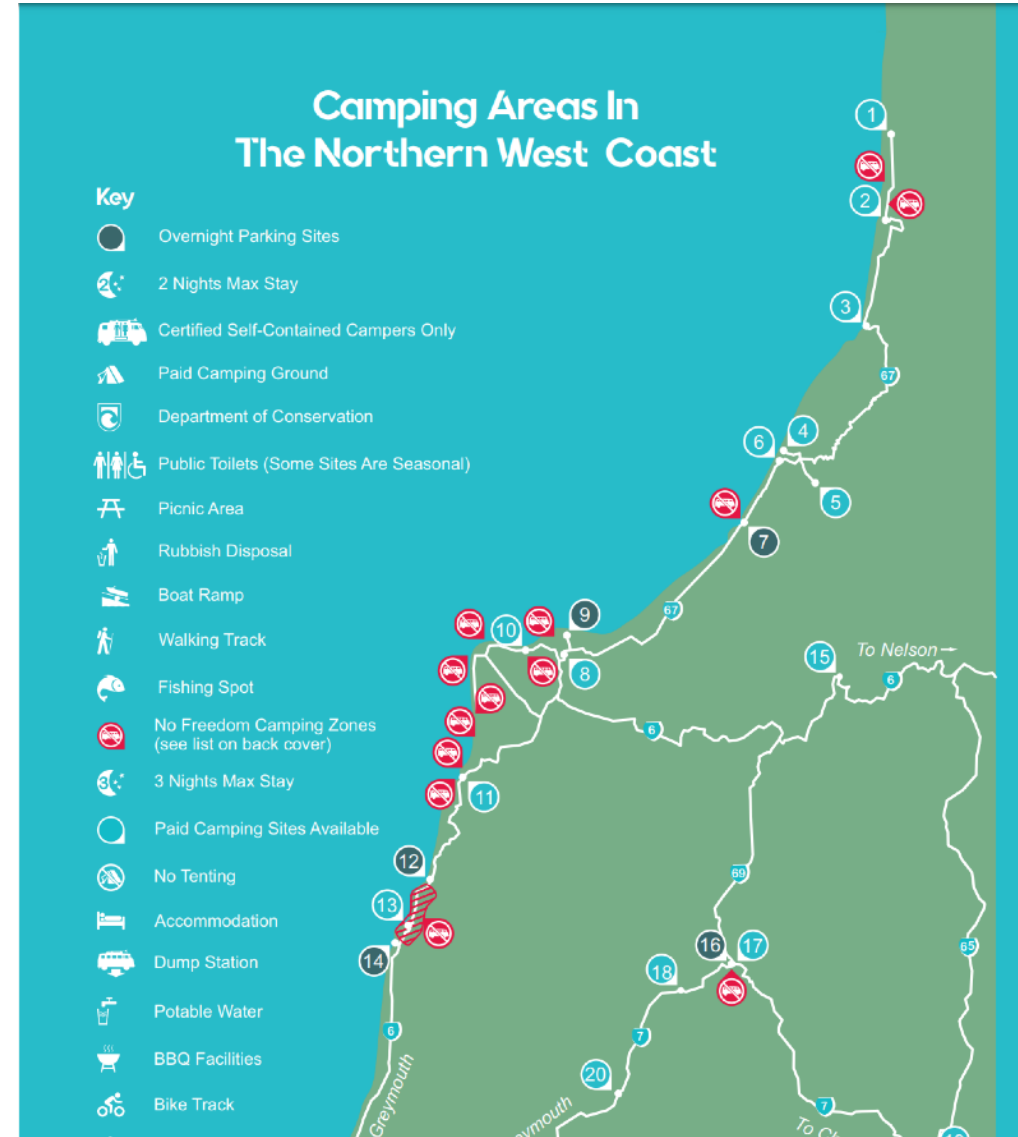 Camping Areas In
The Northern West Coast
Key
Overnight Parking Sites
2
2 Nights Max Stay
Certified Self-Contained Campers Only
Paid Camping Ground
Department of Conservation
Public Toilets (Some Sites Are Seasonal)
Picnic Area
Rubbish Disposal
Boat Ramp
Walking Track
Fishing Spot
No Freedom Camping Zones
(see list on back cover)
3
3 Nights Max Stay
Paid Camping Sites Available
No Tenting
Accommodation
Dump Station
Potable Water
BBQ Facilities
Bike Track
1
2
3
67
4
6
5
7
67
9
10
8
15
To Nelson
6
6
11
12
69
13
14
16
17
65
18
6
7
20
7
Greymouth